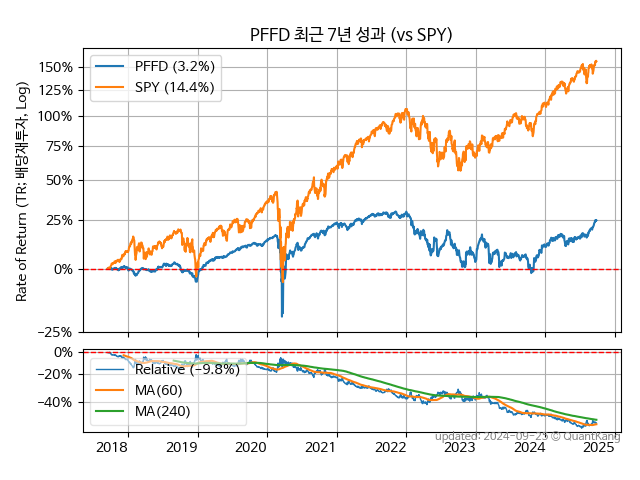 PFFD 최근 7년 성과 (vs SPY)
PFFD (3.2%)
SPY (14.4%)
150%
125%
100%
75%
50%
25%
0%
−25%
Rate of Return (TR: 배당재투자, Log)
0%
−20%
−40%
Relative (−9.8%)
MA(60)
MA(240)
updated: 2024-09-25 © QuantKang
2018 2019 2020 2021 2022 2023 2024 2025